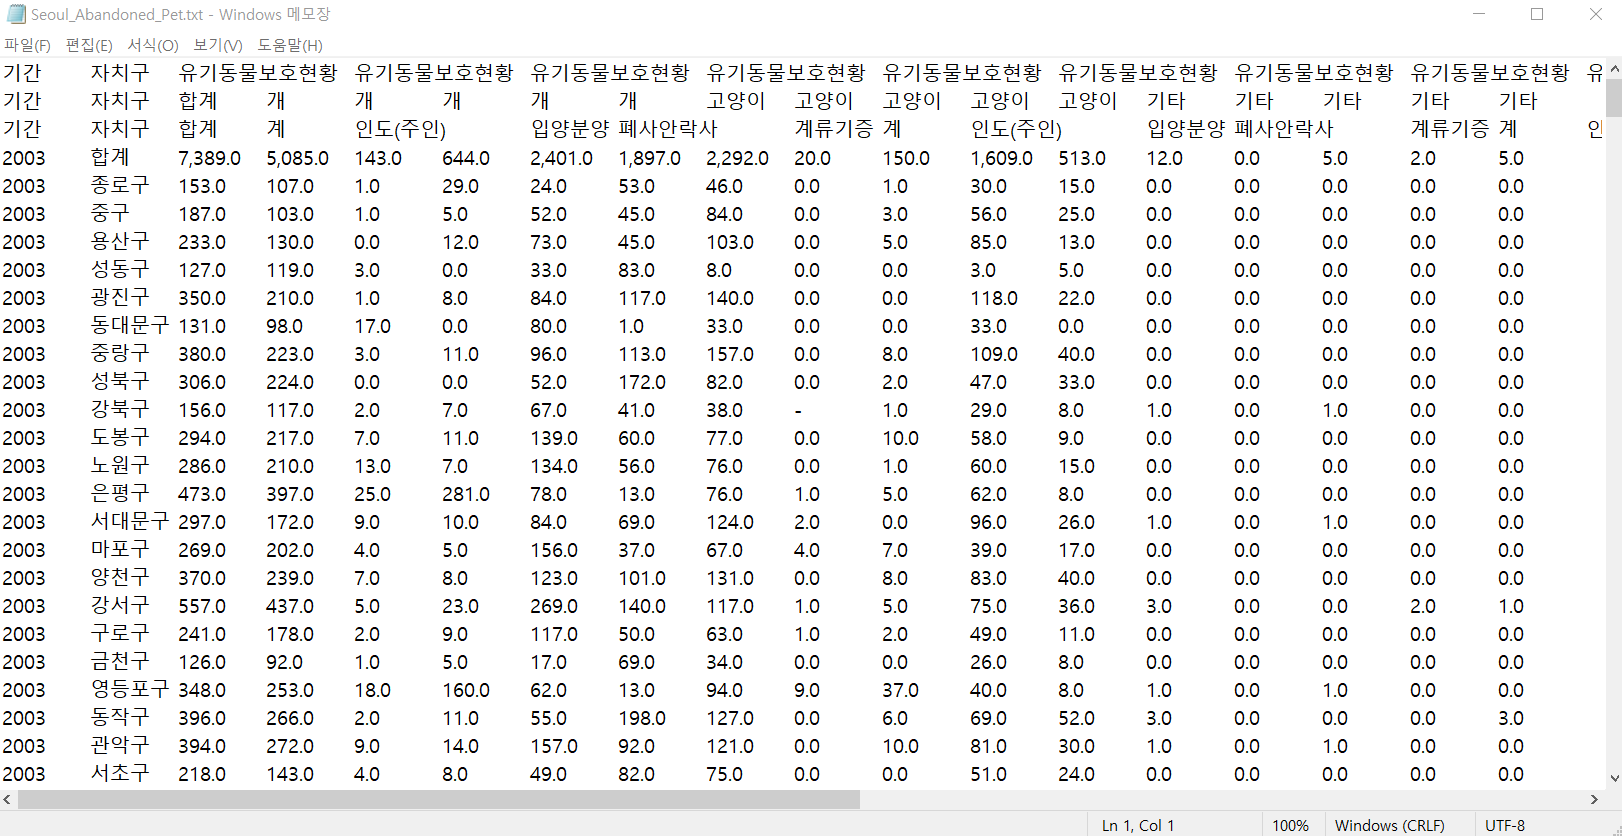 Seoul_Abandoned_Pet.txt - Windows 메모장
파일(F) 편집(E) 서식(O) 보기(V) 도움말(H)
기간 자치구 유기동물보호현황 유기동물보호현황 유기동물보호현황 유기동물보호현황 유기동물보호현황 유기동물보호현황 유기동물보호현황 유기동물보호현황 유
기간 자치구 합계 개 개 개 개 개 고양이 고양이 고양이 고양이 고양이 기타 기타 기타 기타 기타
기간 자치구 합계 계 인도(주인) 입양분양 폐사안락사 계류기증 계 인도(주인) 입양분양 폐사안락사 계류기증 계 인
2003 합계 7,389.0 5,085.0 143.0 644.0 2,401.0 1,897.0 2,292.0 20.0 150.0 1,609.0 513.0 12.0 0.0 5.0 2.0 5.0
2003 종로구 153.0 107.0 1.0 29.0 24.0 53.0 46.0 0.0 1.0 30.0 15.0 0.0 0.0 0.0 0.0 0.0
2003 중구 187.0 103.0 1.0 5.0 52.0 45.0 84.0 0.0 3.0 56.0 25.0 0.0 0.0 0.0 0.0 0.0
2003 용산구 233.0 130.0 0.0 12.0 73.0 45.0 103.0 0.0 5.0 85.0 13.0 0.0 0.0 0.0 0.0 0.0
2003 성동구 127.0 119.0 3.0 0.0 33.0 83.0 8.0 0.0 0.0 3.0 5.0 0.0 0.0 0.0 0.0 0.0
2003 광진구 350.0 210.0 1.0 8.0 84.0 117.0 140.0 0.0 0.0 118.0 22.0 0.0 0.0 0.0 0.0 0.0
2003 동대문구 131.0 98.0 17.0 0.0 80.0 1.0 33.0 0.0 0.0 33.0 0.0 0.0 0.0 0.0 0.0 0.0
2003 중랑구 380.0 223.0 3.0 11.0 96.0 113.0 157.0 0.0 8.0 109.0 40.0 0.0 0.0 0.0 0.0 0.0
2003 성북구 306.0 224.0 0.0 0.0 52.0 172.0 82.0 0.0 2.0 47.0 33.0 0.0 0.0 0.0 0.0 0.0
2003 강북구 156.0 117.0 2.0 7.0 67.0 41.0 38.0 - 1.0 29.0 8.0 1.0 0.0 1.0 0.0 0.0
2003 도봉구 294.0 217.0 7.0 11.0 139.0 60.0 77.0 0.0 10.0 58.0 9.0 0.0 0.0 0.0 0.0 0.0
2003 노원구 286.0 210.0 13.0 7.0 134.0 56.0 76.0 0.0 1.0 60.0 15.0 0.0 0.0 0.0 0.0 0.0
2003 은평구 473.0 397.0 25.0 281.0 78.0 13.0 76.0 1.0 5.0 62.0 8.0 0.0 0.0 0.0 0.0 0.0
2003 서대문구 297.0 172.0 9.0 10.0 84.0 69.0 124.0 2.0 0.0 96.0 26.0 1.0 0.0 1.0 0.0 0.0
2003 마포구 269.0 202.0 4.0 5.0 156.0 37.0 67.0 4.0 7.0 39.0 17.0 0.0 0.0 0.0 0.0 0.0
2003 양천구 370.0 239.0 7.0 8.0 123.0 101.0 131.0 0.0 8.0 83.0 40.0 0.0 0.0 0.0 0.0 0.0
2003 강서구 557.0 437.0 5.0 23.0 269.0 140.0 117.0 1.0 5.0 75.0 36.0 3.0 0.0 0.0 2.0 1.0
2003 구로구 241.0 178.0 2.0 9.0 117.0 50.0 63.0 1.0 2.0 49.0 11.0 0.0 0.0 0.0 0.0 0.0
2003 금천구 126.0 92.0 1.0 5.0 17.0 69.0 34.0 0.0 0.0 26.0 8.0 0.0 0.0 0.0 0.0 0.0
2003 영등포구 348.0 253.0 18.0 160.0 62.0 13.0 94.0 9.0 37.0 40.0 8.0 1.0 0.0 1.0 0.0 0.0
2003 동작구 396.0 266.0 2.0 11.0 55.0 198.0 127.0 0.0 6.0 69.0 52.0 3.0 0.0 0.0 0.0 3.0
2003 관악구 394.0 272.0 9.0 14.0 157.0 92.0 121.0 0.0 10.0 81.0 30.0 1.0 0.0 1.0 0.0 0.0
2003 서초구 218.0 143.0 4.0 8.0 49.0 82.0 75.0 0.0 0.0 51.0 24.0 0.0 0.0 0.0 0.0 0.0
Ln 1, Col 1 100% Windows (CRLF) UTF-8